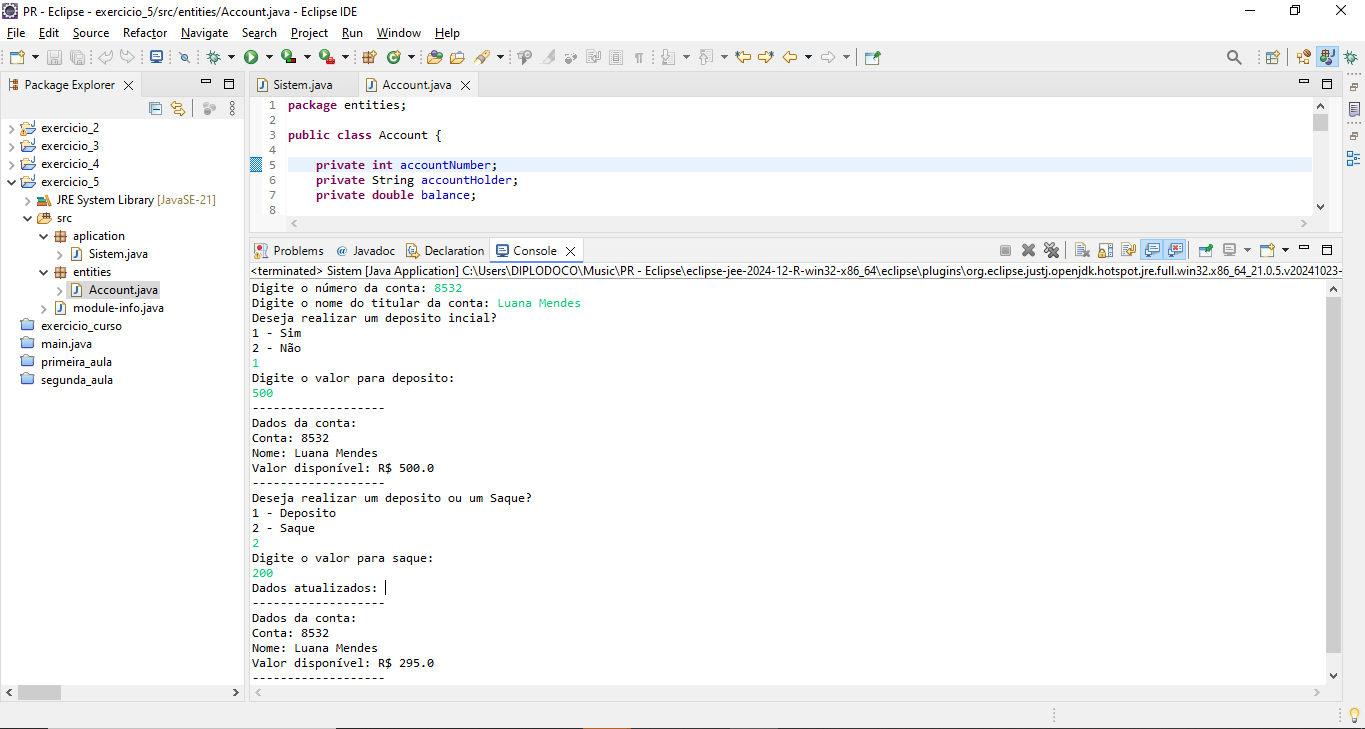 PR - Eclipse - exercicio_5/src/entities/Account.java - Eclipse IDE
File Edit Source Refactor Navigate Search Project Run Window Help
Package Explorer
exercicio_2
exercicio_3
exercicio_4
exercicio_5
JRE System Library [JavaSE-21]
src
aplication
Sistem.java
entities
Account.java
module-info.java
exercicio_curso
main.java
primeira_aula
segunda_aula
Sistem.java Account.java
1 package entities;
2
3 public class Account {
4
5 private int accountNumber;
6 private String accountHolder;
7 private double balance;
8
Problems @ Javadoc Declaration Console
<terminated> Sistem [Java Application] C:\Users\DIPLODOCO\Music\PR - Eclipse\eclipse-jee-2024-12-R-win32-x86_64\eclipse\plugins\org.eclipse.justj.openjdk.hotspot.jre.full.win32.x86_64_21.0.5.v20241023-
Digite o número da conta: 8532
Digite o nome do titular da conta: Luana Mendes
Deseja realizar um deposito incial?
1 - Sim
2 - Não
1
Digite o valor para deposito:
500
-------------------
Dados da conta:
Conta: 8532
Nome: Luana Mendes
Valor disponível: R$ 500.0
-------------------
Deseja realizar um deposito ou um Saque?
1 - Deposito
2 - Saque
2
Digite o valor para saque:
200
Dados atualizados:
-------------------
Dados da conta:
Conta: 8532
Nome: Luana Mendes
Valor disponível: R$ 295.0
-------------------